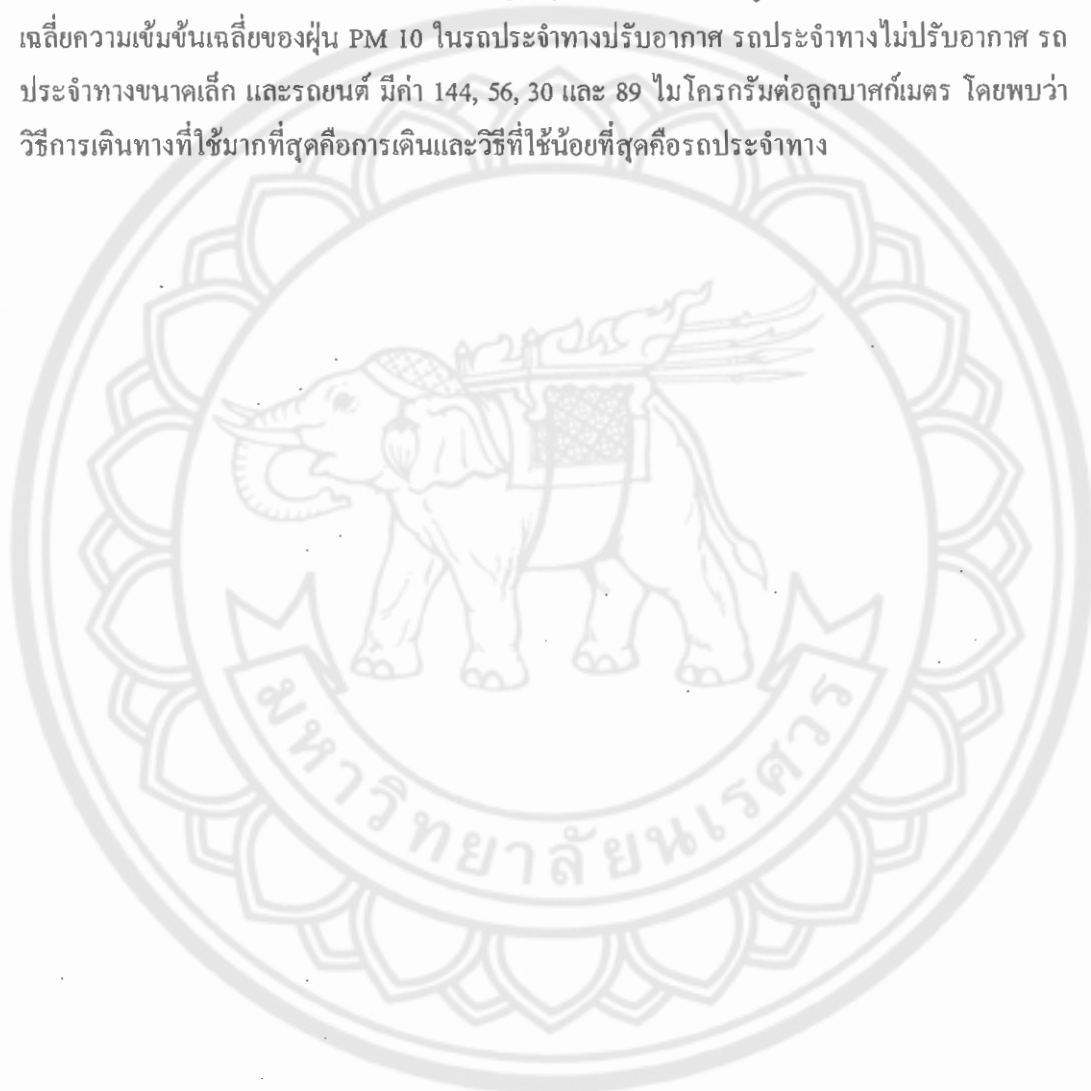 เฉลี่ยความเข้มข้นเฉลี่ยของฝุ่น PM 10 ในรถประจำทางปรับอากาศ รถประจำทางไม่ปรับอากาศ รถ
ประจำทางขนาดเล็ก และรถยนต์ มีค่า 144, 56, 30 และ 89 ไมโครกรัมต่อลูกบาศก์เมตร โดยพบว่า
วิธีการเดินทางที่ใช้มากที่สุดคือการเดินและวิธีที่ใช้น้อยที่สุดคือรถประจำทาง
มหาวิทยาลัยนเรศวร